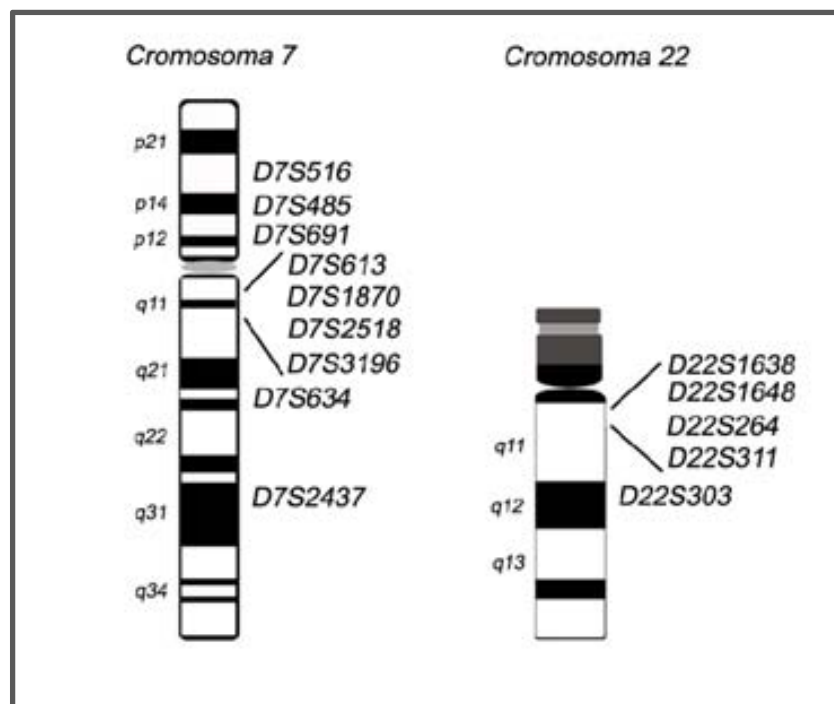 Cromosoma 7
p21
D7S516
p14
D7S485
p12
D7S691
D7S613
q11
D7S1870
D7S2518
D7S3196
q21
D7S634
q22
D7S2437
q31
q34
Cromosoma 22
D22S1638
D22S1648
D22S264
q11
D22S311
q12
D22S303
q13